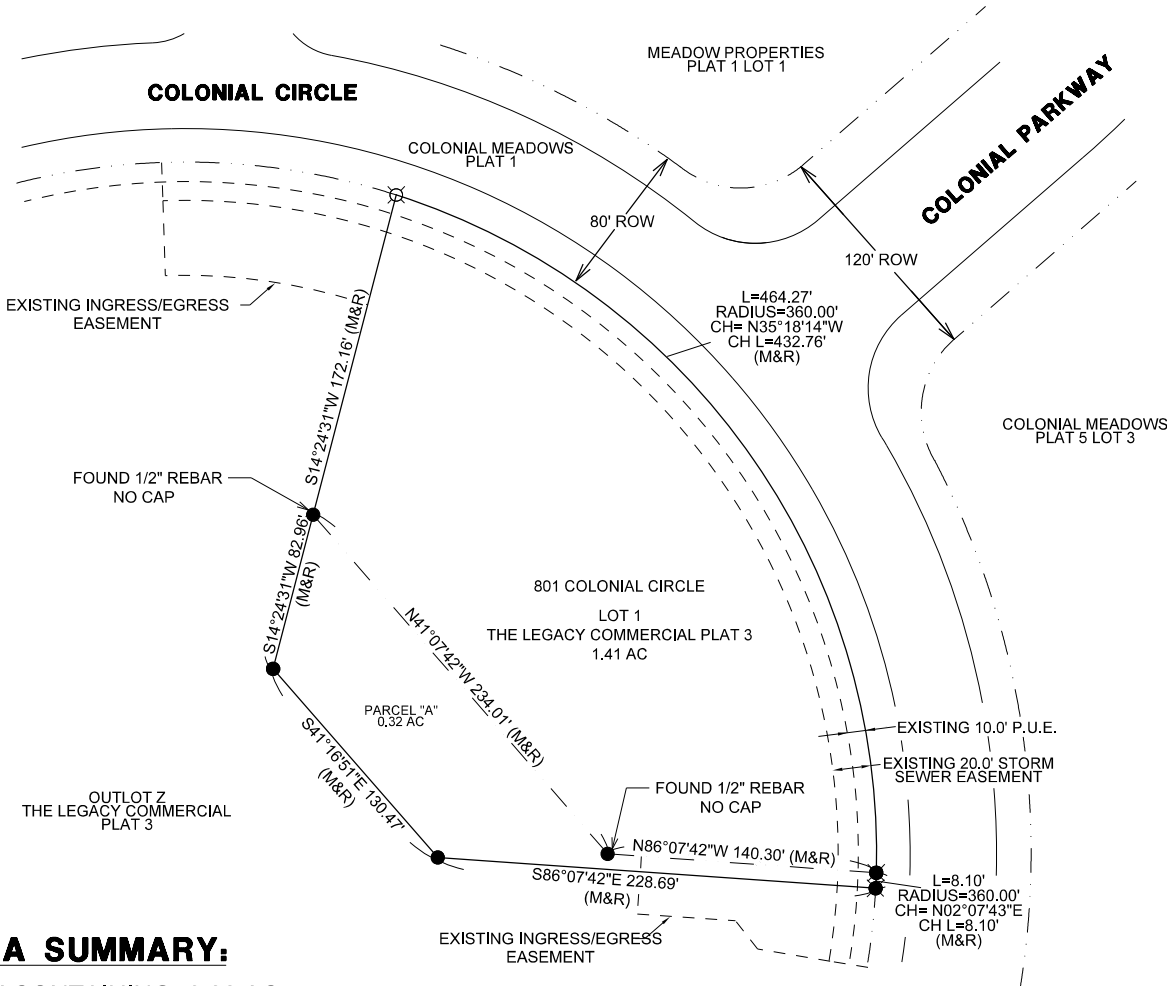 MEADOW PROPERTIES
PLAT 1 LOT 1
COLONIAL CIRCLE
COLONIAL PARKWAY
COLONIAL MEADOWS
PLAT 1
80' ROW
120' ROW
EXISTING INGRESS/EGRESS
EASEMENT
S14°24'31"W 172.16' (M&R)
L=464.27'
RADIUS=360.00'
CH= N35°18'14"W
CH L=432.76'
(M&R)
COLONIAL MEADOWS
PLAT 5 LOT 3
FOUND 1/2" REBAR
NO CAP
S14°24'31"W 82.96'
(M&R)
801 COLONIAL CIRCLE
LOT 1
THE LEGACY COMMERCIAL PLAT 3
1.41 AC
N41°07'42"W 234.01' (M&R)
PARCEL "A"
0.32 AC
S41°16'51"E 130.47'
(M&R)
EXISTING 10.0' P.U.E.
EXISTING 20.0' STORM
SEWER EASEMENT
FOUND 1/2" REBAR
NO CAP
OUTLOT Z
THE LEGACY COMMERCIAL
PLAT 3
N86°07'42"W 140.30' (M&R)
S86°07'42"E 228.69'
(M&R)
L=8.10'
RADIUS=360.00'
CH= N02°07'43"E
CH L=8.10'
(M&R)
EXISTING INGRESS/EGRESS
EASEMENT
A SUMMARY: